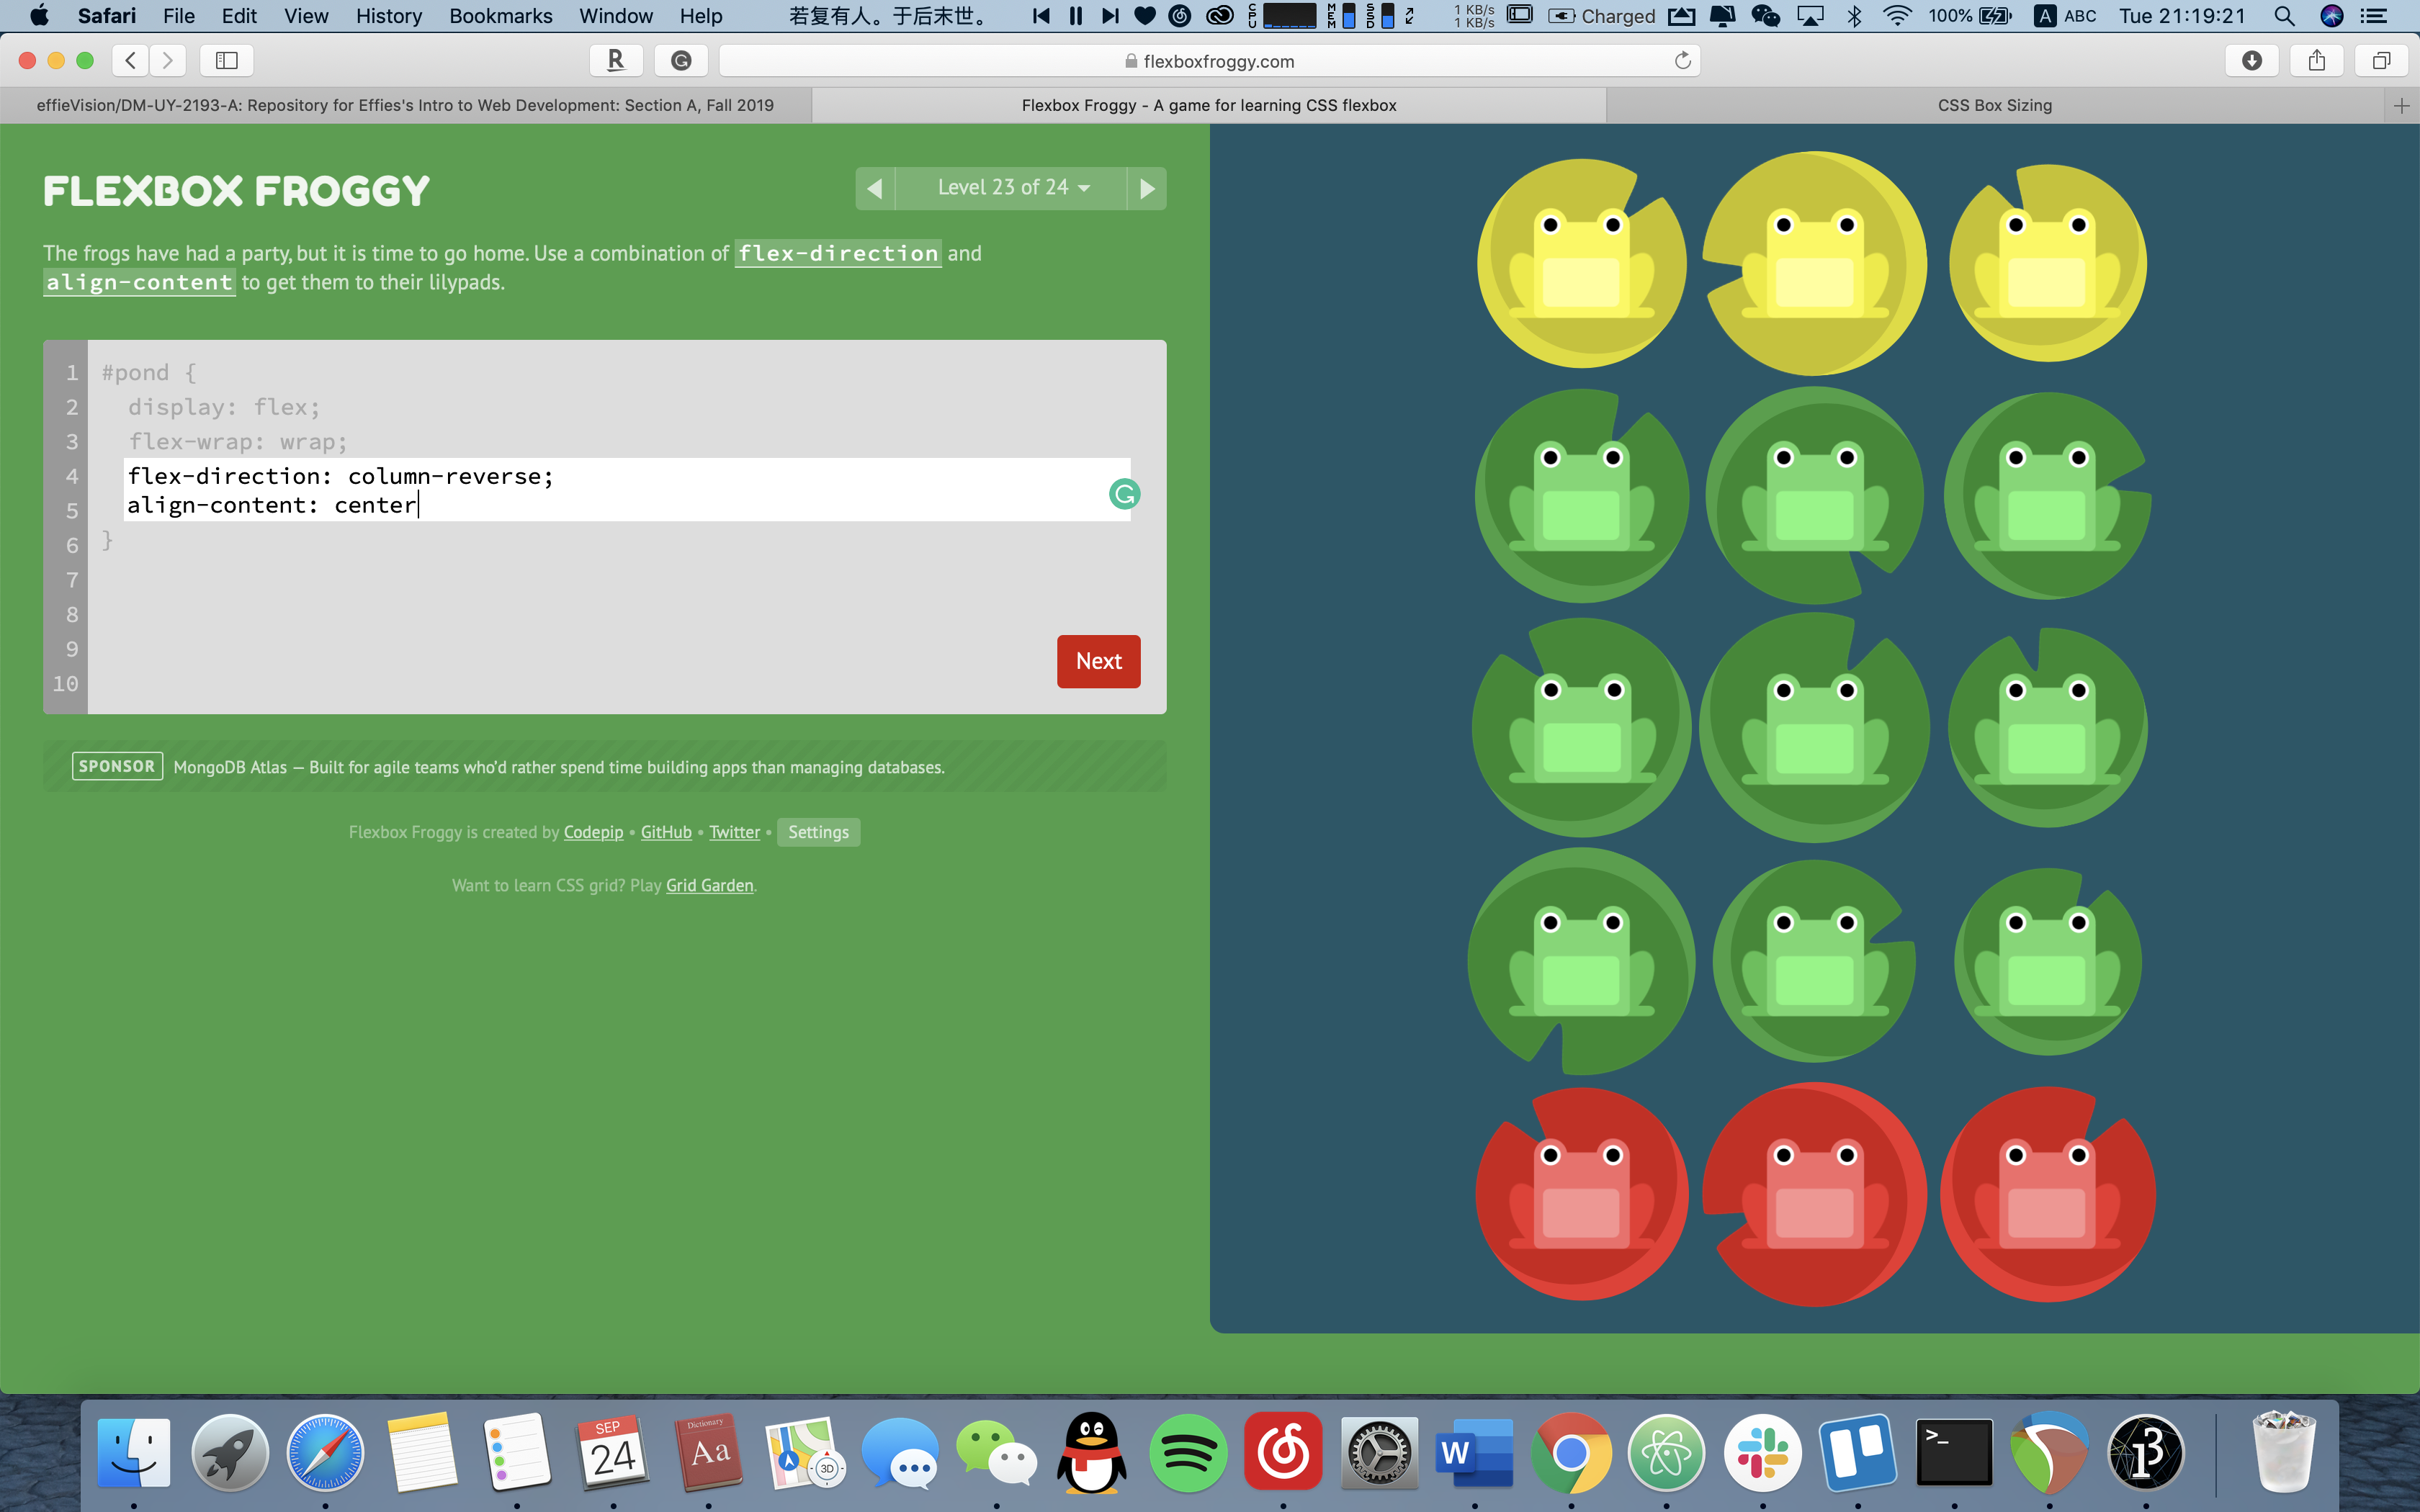 Safari File Edit View History Bookmarks Window Help 若复有人。于后末世。 CPU MEM SSD 1 KB/s 1 KB/s Charged 100% A ABC Tue 21:19:21
R flexboxfroggy.com
effieVision/DM-UY-2193-A: Repository for Effies's Intro to Web Development: Section A, Fall 2019 Flexbox Froggy - A game for learning CSS flexbox CSS Box Sizing
FLEXBOX FROGGY
Level 23 of 24
The frogs have had a party, but it is time to go home. Use a combination of flex-direction and
align-content to get them to their lilypads.
1 #pond {
2 display: flex;
3 flex-wrap: wrap;
4 flex-direction: column-reverse;
5 align-content: center
6 }
7
8
9
10
Next
SPONSOR MongoDB Atlas — Built for agile teams who'd rather spend time building apps than managing databases.
Flexbox Froggy is created by Codepip • GitHub • Twitter • Settings
Want to learn CSS grid? Play Grid Garden.
SEP
24
Dictionary
Aa
3D
W
>_